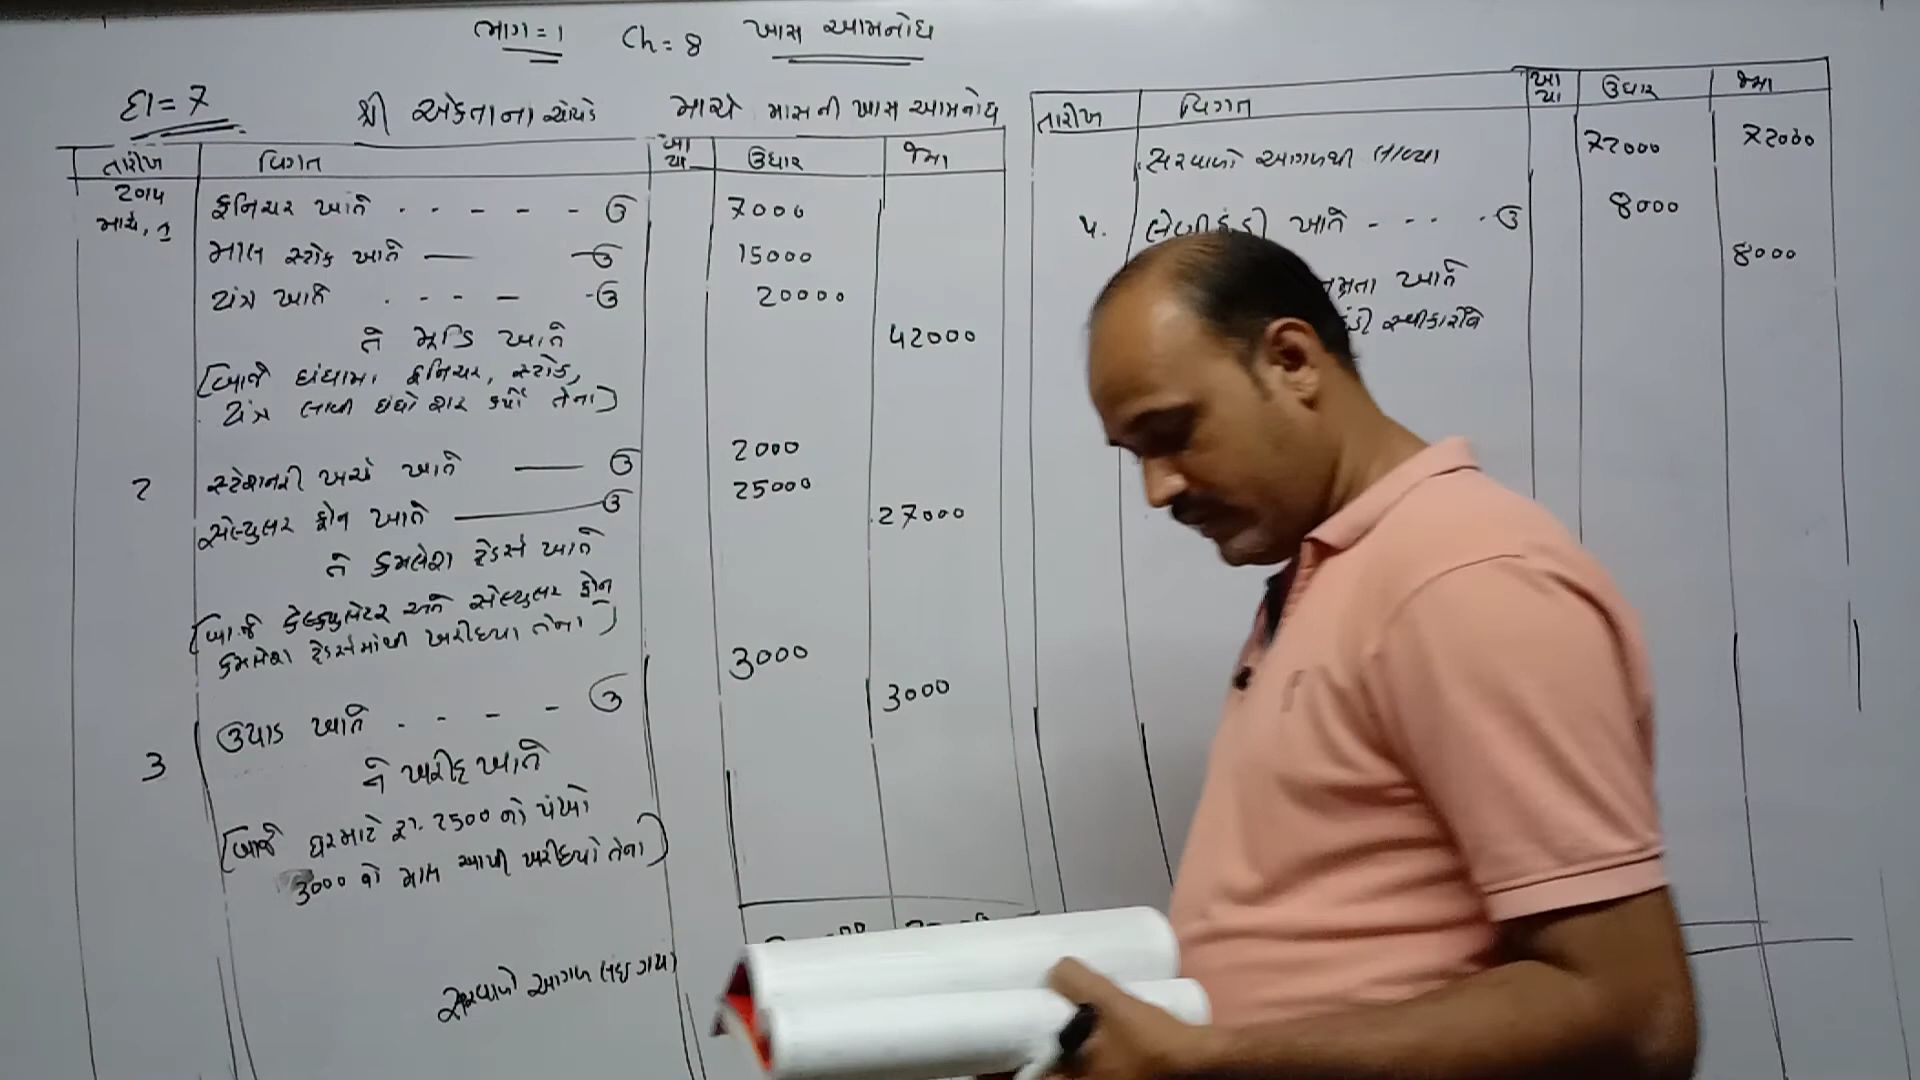 ભાગ = 1 Ch = 8 ખાસ આમનોંધ
દા = 7 શ્રી એકતાના ચોપડે માર્ચ માસની ખાસ આમનોંધ
તારીખ વિગત ખા પા ઉધાર જમા
2014
માર્ચ, 1 ફર્નિચર ખાતે . - - - - ઉ 7000
માલ સ્ટોક ખાતે — ઉ 15000
યંત્ર ખાતે . - - - ઉ 20000
તે મૂડિ ખાતે 42000
[બાજે ધંધામાં ફર્નિચર, સ્ટોક,
યંત્ર લાવી ધંધો શરૂ કર્યો તેના)
2 સ્ટેશનરી ખર્ચ ખાતે — ઉ 2000
સેલ્યુલર ફોન ખાતે — ઉ 25000
તે કમલેશ ટ્રેડર્સ ખાતે 27000
[બા.જે કેલ્ક્યુલેટર અને સેલ્યુલર ફોન
કમલેશ ટ્રેડર્સમાંથી ખરીધ્યા તેના)
3 ઉપાડ ખાતે . - - - ઉ 3000
તે ખરીદ ખાતે 3000
[બાજે ઘરમાટે રૂ. 2500 નો પંખો
3000 નો માલ આપી ખરીધ્યો તેના)
સરવાળો આગળ લઇ ગયા
તારીખ વિગત ખા પા ઉધાર જમા
સરવાળો આગળથી લાવ્યા 72000 72000
5. લેણીહૂંડી ખાતે - - - . ઉ 8000
ખાતે 8000
સ્વીકારીને